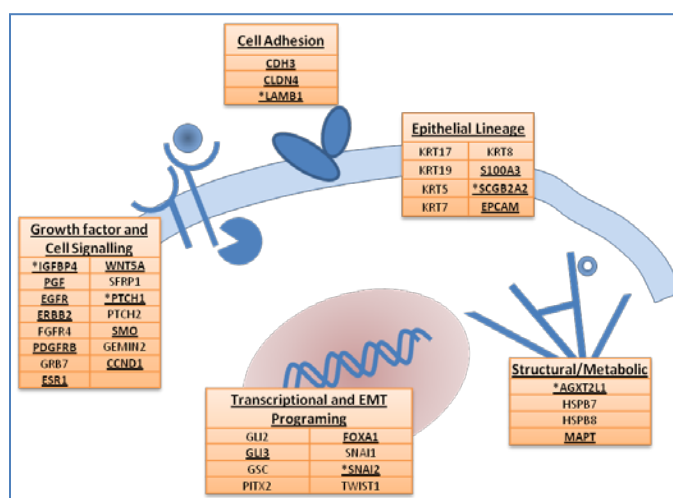 Cell Adhesion
CDH3
CLDN4
*LAMB1
Epithelial Lineage
KRT17 KRT8
KRT19 S100A3
KRT5 *SCGB2A2
KRT7 EPCAM
Growth factor and
Cell Signalling
*IGFBP4 WNT5A
PGF SFRP1
EGFR *PTCH1
ERBB2 PTCH2
FGFR4 SMO
PDGFRB GEMIN2
GRB7 CCND1
ESR1
Structural/Metabolic
*AGXT2L1
HSPB7
HSPB8
MAPT
Transcriptional and EMT
Programing
GLI2 FOXA1
GLI3 SNAI1
GSC *SNAI2
PITX2 TWIST1